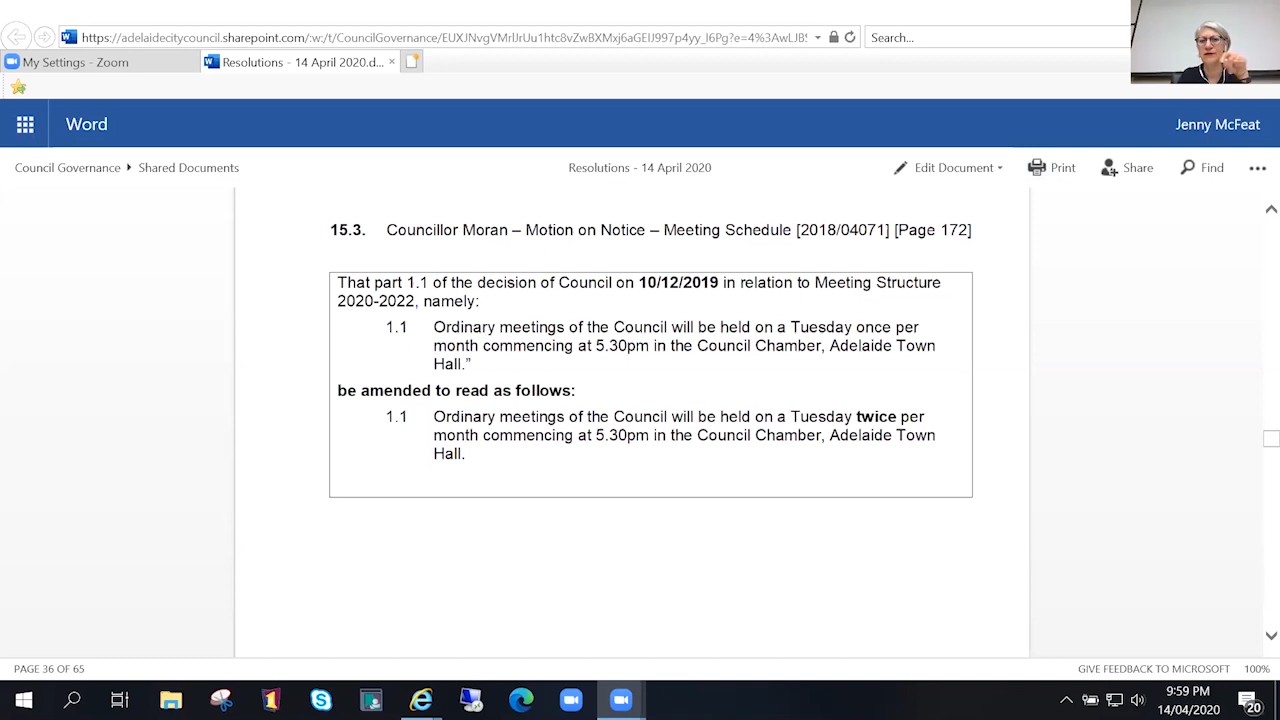 https://adelaidecitycouncil.sharepoint.com/:w:/t/CouncilGovernance/
Search...
My Settings - Zoom
Resolutions - 14 April 2020.d...
Word
Jenny McFeat
Council Governance Shared Documents
Resolutions - 14 April 2020
Edit Document
Print
Share
Find
15.3. Councillor Moran – Motion on Notice – Meeting Schedule [2018/04071] [Page 172]
That part 1.1 of the decision of Council on 10/12/2019 in relation to Meeting Structure
2020-2022, namely:
1.1 Ordinary meetings of the Council will be held on a Tuesday once per
month commencing at 5.30pm in the Council Chamber, Adelaide Town
Hall.”
be amended to read as follows:
1.1 Ordinary meetings of the Council will be held on a Tuesday twice per
month commencing at 5.30pm in the Council Chamber, Adelaide Town
Hall.
PAGE 36 OF 65
GIVE FEEDBACK TO MICROSOFT
100%
9:59 PM
14/04/2020
20